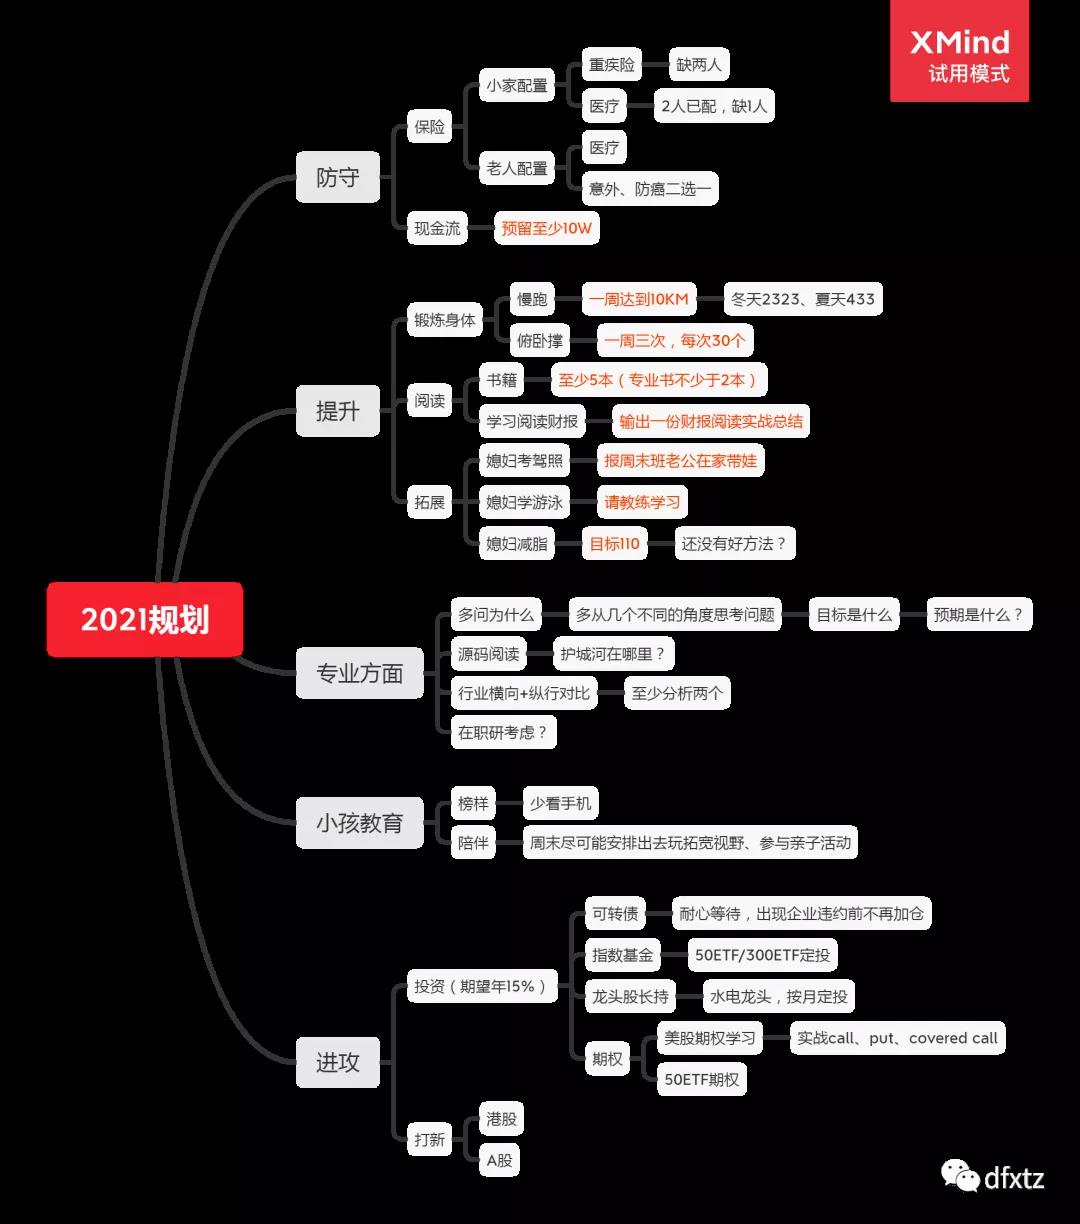 XMind
试用模式
2021规划
防守
保险
小家配置
重疾险
缺两人
医疗
2人已配，缺1人
老人配置
医疗
意外、防癌二选一
现金流
预留至少10W
提升
锻炼身体
慢跑
一周达到10KM
冬天2323、夏天433
俯卧撑
一周三次，每次30个
阅读
书籍
至少5本（专业书不少于2本）
学习阅读财报
输出一份财报阅读实战总结
拓展
媳妇考驾照
报周末班老公在家带娃
媳妇学游泳
请教练学习
媳妇减脂
目标110
还没有好方法？
专业方面
多问为什么
多从几个不同的角度思考问题
目标是什么
预期是什么？
源码阅读
护城河在哪里？
行业横向+纵行对比
至少分析两个
在职研考虑？
小孩教育
榜样
少看手机
陪伴
周末尽可能安排出去玩拓宽视野、参与亲子活动
进攻
投资（期望年15%）
可转债
耐心等待，出现企业违约前不再加仓
指数基金
50ETF/300ETF定投
龙头股长持
水电龙头，按月定投
期权
美股期权学习
实战call、put、covered call
50ETF期权
打新
港股
A股
dfxtz